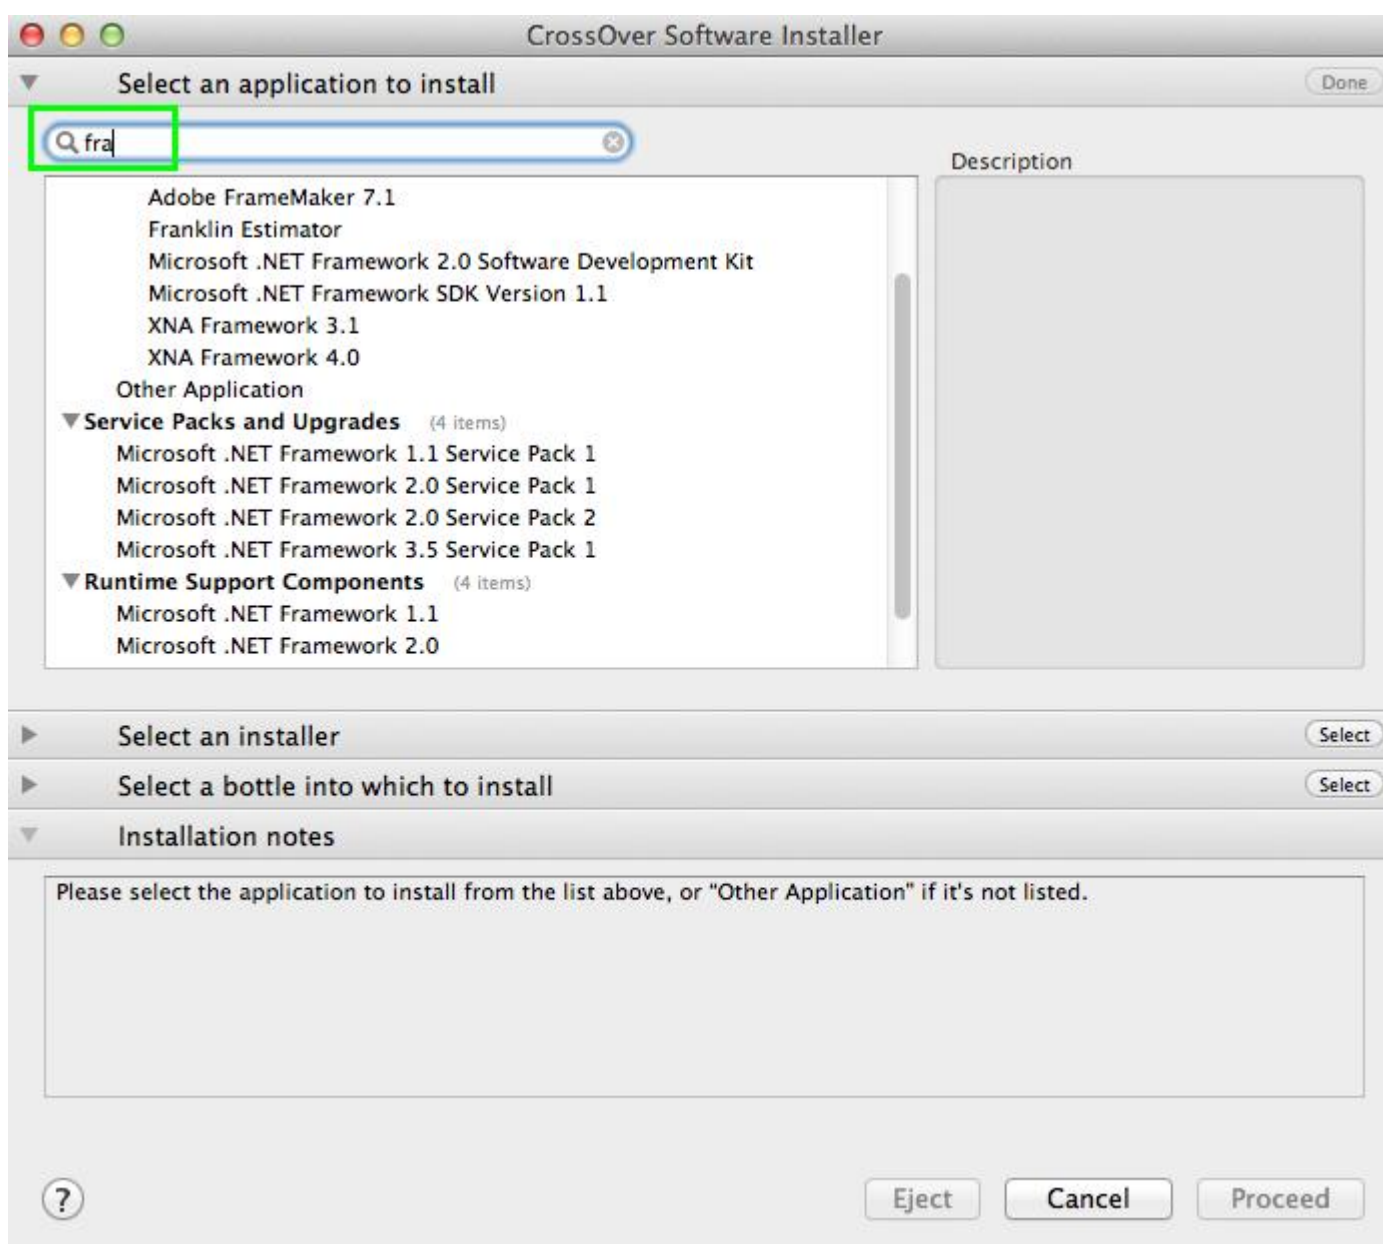 CrossOver Software Installer
Select an application to install
Done
fra
Description
Adobe FrameMaker 7.1
Franklin Estimator
Microsoft .NET Framework 2.0 Software Development Kit
Microsoft .NET Framework SDK Version 1.1
XNA Framework 3.1
XNA Framework 4.0
Other Application
Service Packs and Upgrades (4 items)
Microsoft .NET Framework 1.1 Service Pack 1
Microsoft .NET Framework 2.0 Service Pack 1
Microsoft .NET Framework 2.0 Service Pack 2
Microsoft .NET Framework 3.5 Service Pack 1
Runtime Support Components (4 items)
Microsoft .NET Framework 1.1
Microsoft .NET Framework 2.0
Select an installer
Select
Select a bottle into which to install
Select
Installation notes
Please select the application to install from the list above, or "Other Application" if it's not listed.
?
Eject
Cancel
Proceed